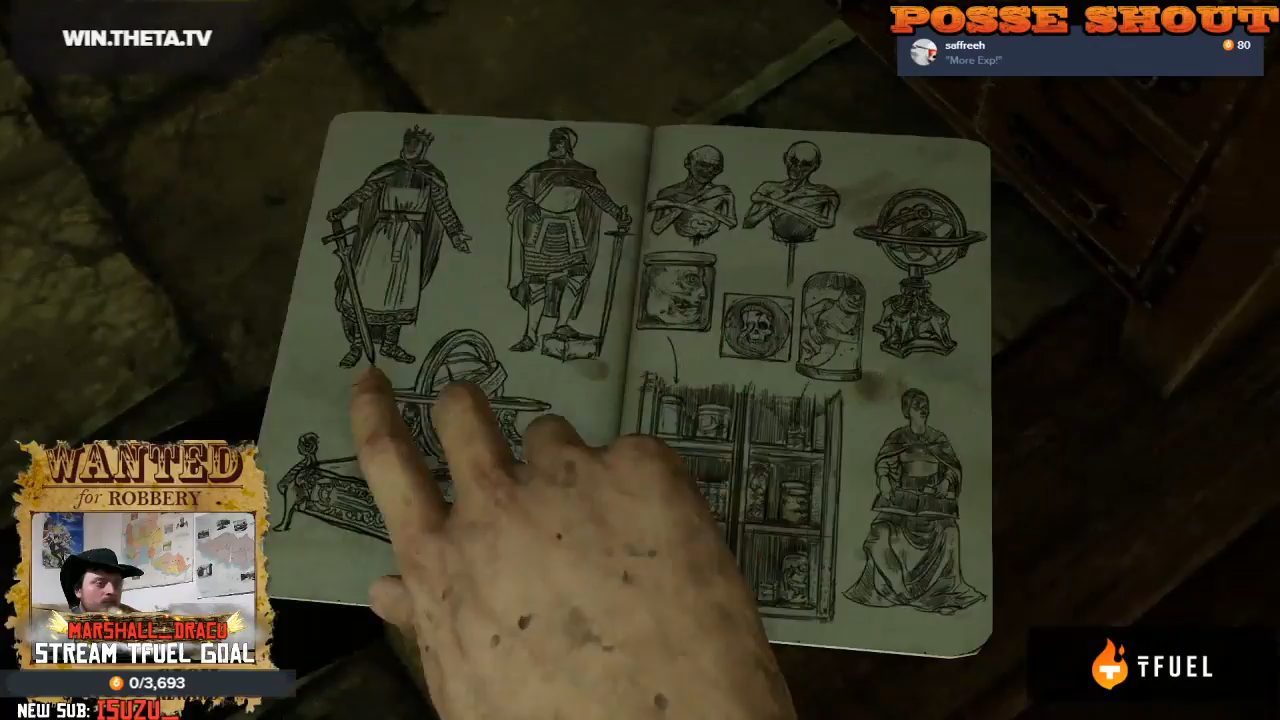 WIN.THETA.TV
POSSE SHOUT
saffreeh 80
"More Exp!"
WANTED
for ROBBERY
MARSHALL_DRACU
STREAM TFUEL GOAL
0/3,693
NEW SUB: ISUZU_
TFUEL